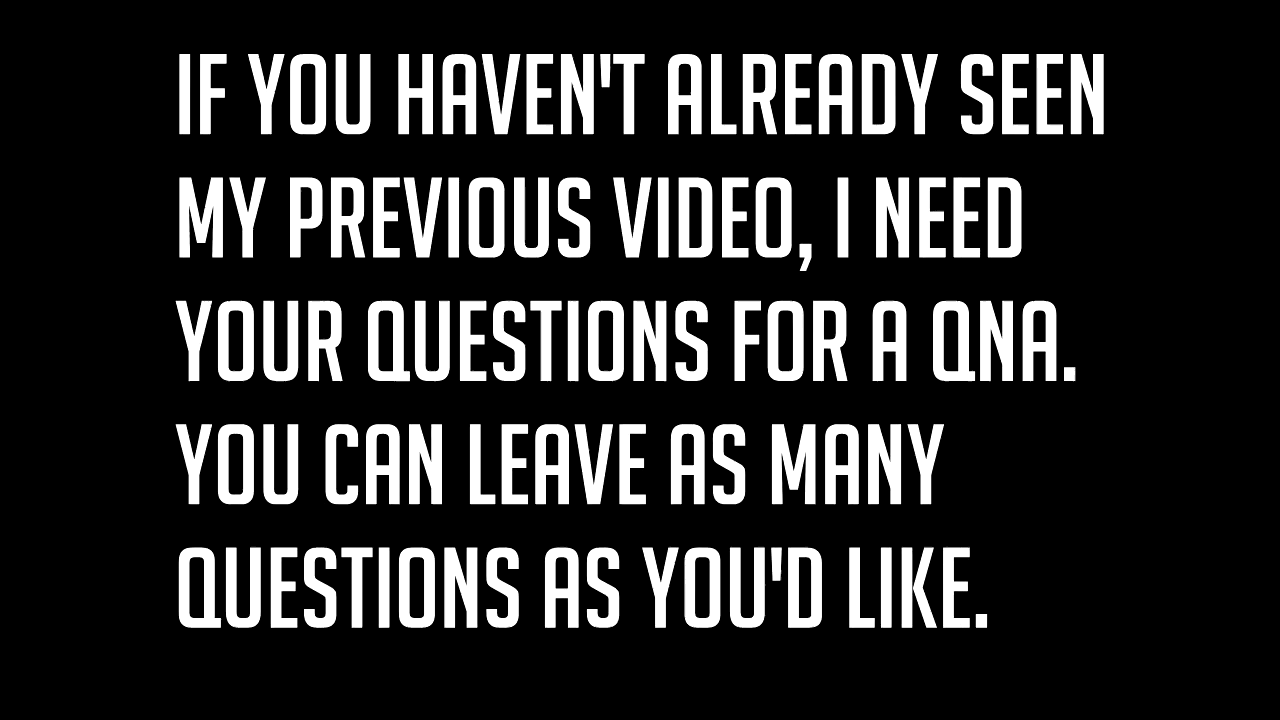 IF YOU HAVEN'T ALREADY SEEN
MY PREVIOUS VIDEO, I NEED
YOUR QUESTIONS FOR A QNA.
YOU CAN LEAVE AS MANY
QUESTIONS AS YOU'D LIKE.